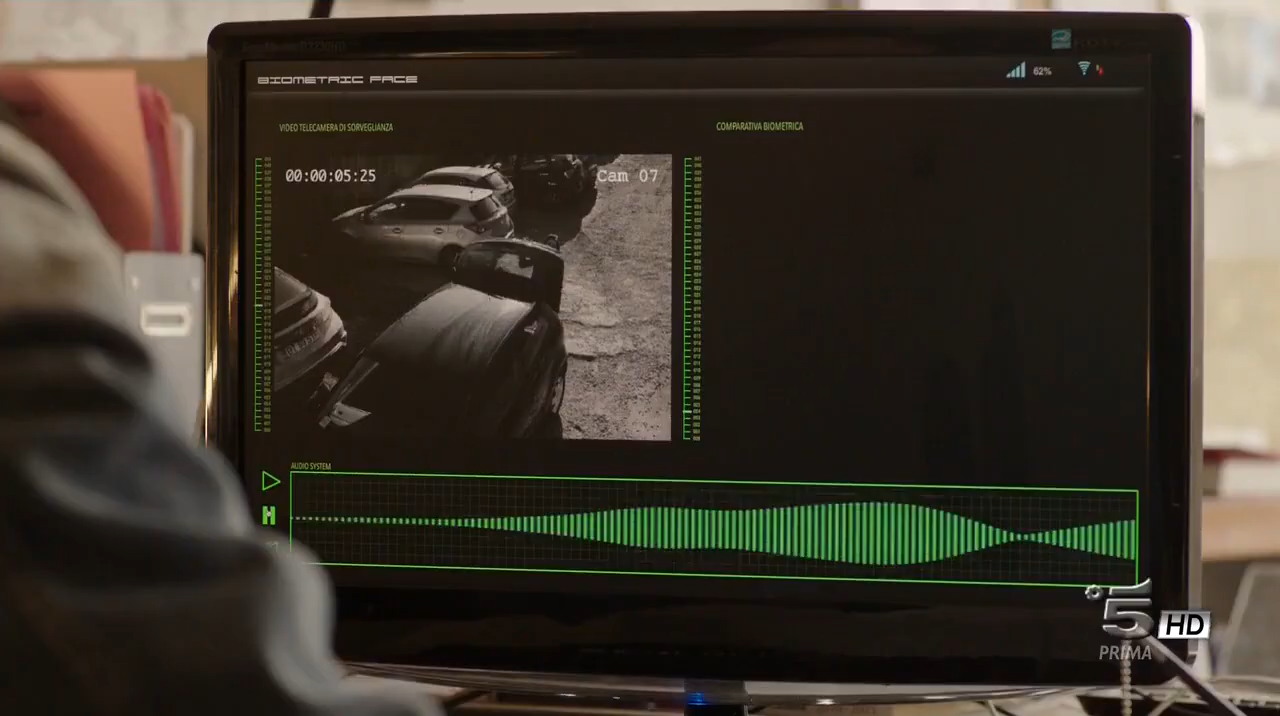 BIOMETRIC FACE
62%
VIDEO TELECAMERA DI SORVEGLIANZA
COMPARATIVA BIOMETRICA
00:00:05:25
Cam 07
AUDIO SYSTEM
5 HD
PRIMA